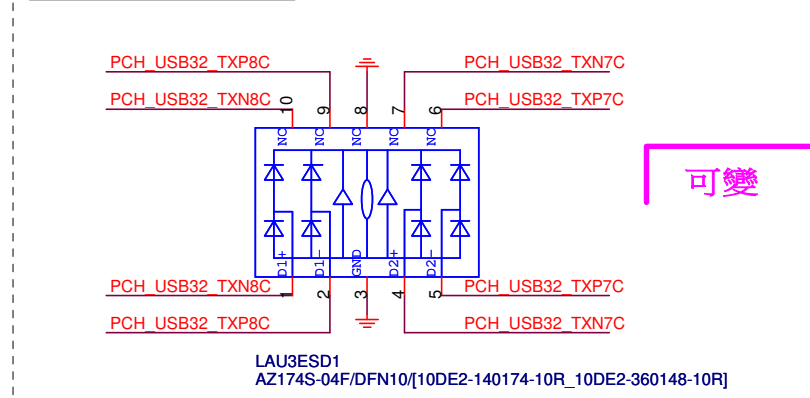 PCH_USB32_TXP8C
PCH_USB32_TXN7C
PCH_USB32_TXN8C
PCH_USB32_TXP7C
10 9 8 7 6
NC NC NC NC NC
可變
D1+ D1- GND D2+ D2-
PCH_USB32_TXN8C
PCH_USB32_TXP7C
1 2 3 4 5
PCH_USB32_TXP8C
PCH_USB32_TXN7C
LAU3ESD1
AZ174S-04F/DFN10/[10DE2-140174-10R_10DE2-360148-10R]